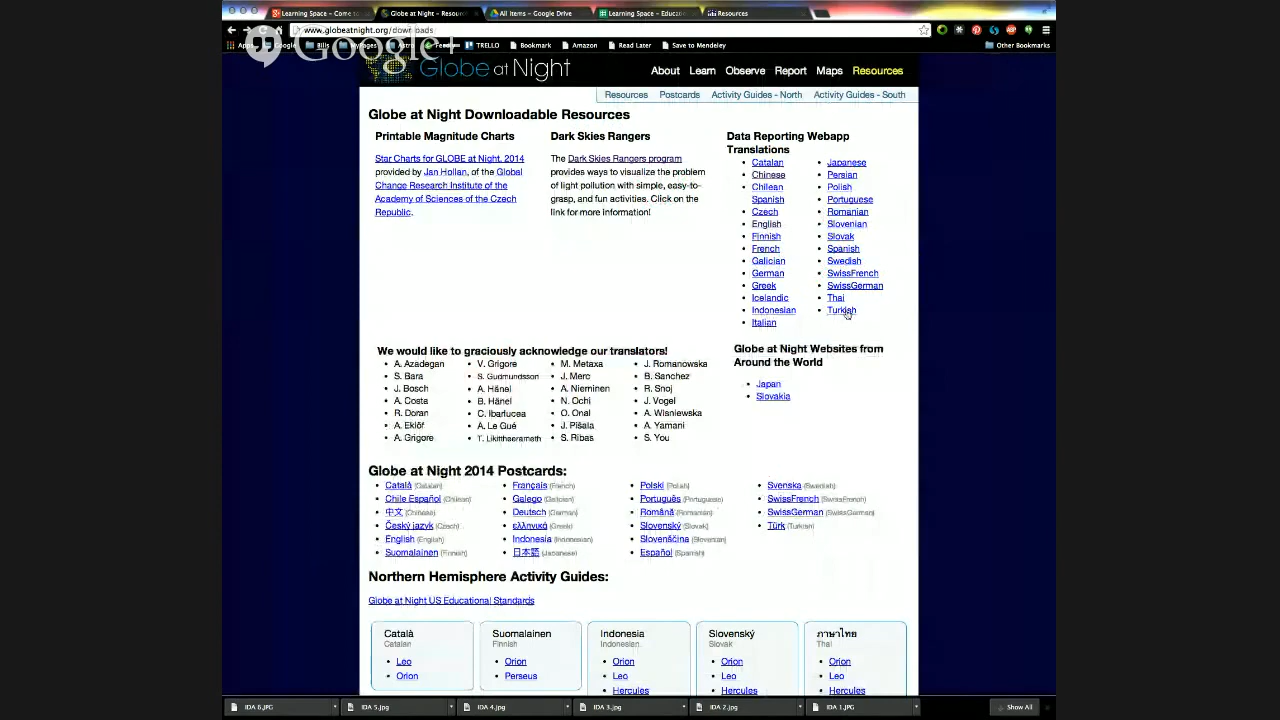 Learning Space – Come to
Globe at Night – Resour
All Items – Google Drive
Learning Space – Educat
Resources
www.globeatnight.org/downloads
Apps
Google
Bills
MyPages
Astro
Feedly
TRELLO
Bookmark
Amazon
Read Later
Save to Mendeley
Other Bookmarks
Google+
Globe at Night
About Learn Observe Report Maps Resources
Resources Postcards Activity Guides - North Activity Guides - South
Globe at Night Downloadable Resources
Printable Magnitude Charts
Star Charts for GLOBE at Night, 2014
provided by Jan Hollan, of the Global
Change Research Institute of the
Academy of Sciences of the Czech
Republic.
Dark Skies Rangers
The Dark Skies Rangers program
provides ways to visualize the problem
of light pollution with simple, easy-to-
grasp, and fun activities. Click on the
link for more information!
Data Reporting Webapp
Translations
Catalan
Chinese
Chilean
Spanish
Czech
English
Finnish
French
Galician
German
Greek
Icelandic
Indonesian
Italian
Japanese
Persian
Polish
Portuguese
Romanian
Slovenian
Slovak
Spanish
Swedish
SwissFrench
SwissGerman
Thai
Turkish
We would like to graciously acknowledge our translators!
A. Azadegan
S. Bara
J. Bosch
A. Costa
R. Doran
A. Eklöf
A. Grigore
V. Grigore
S. Gudmundsson
A. Hänel
B. Hänel
C. Ibarlucea
A. Le Gué
T. Likittheerameth
M. Metaxa
J. Merc
A. Nieminen
N. Ochi
O. Onal
J. Píšala
S. Ribas
J. Romanowska
B. Sanchez
R. Snoj
J. Vogel
A. Wisniewska
A. Yamani
S. You
Globe at Night Websites from
Around the World
Japan
Slovakia
Globe at Night 2014 Postcards:
Català (Catalan)
Chile Español (Chilean)
中文 (Chinese)
Český jazyk (Czech)
English (English)
Suomalainen (Finnish)
Français (French)
Galego (Galician)
Deutsch (German)
ελληνικά (Greek)
Indonesia (Indonesian)
日本語 (Japanese)
Polski (Polish)
Português (Portuguese)
Română (Romanian)
Slovenský (Slovak)
Slovenščina (Slovenian)
Español (Spanish)
Svenska (Swedish)
SwissFrench (SwissFrench)
SwissGerman (SwissGerman)
Türk (Turkish)
Northern Hemisphere Activity Guides:
Globe at Night US Educational Standards
Català
Catalan
Leo
Orion
Suomalainen
Finnish
Orion
Perseus
Indonesia
Indonesian
Orion
Leo
Hercules
Slovenský
Slovak
Orion
Leo
Hercules
ภาษาไทย
Thai
Orion
Leo
Hercules
IDA 6.JPG
IDA 5.jpg
IDA 4.jpg
IDA 3.jpg
IDA 2.jpg
IDA 1.JPG
Show All